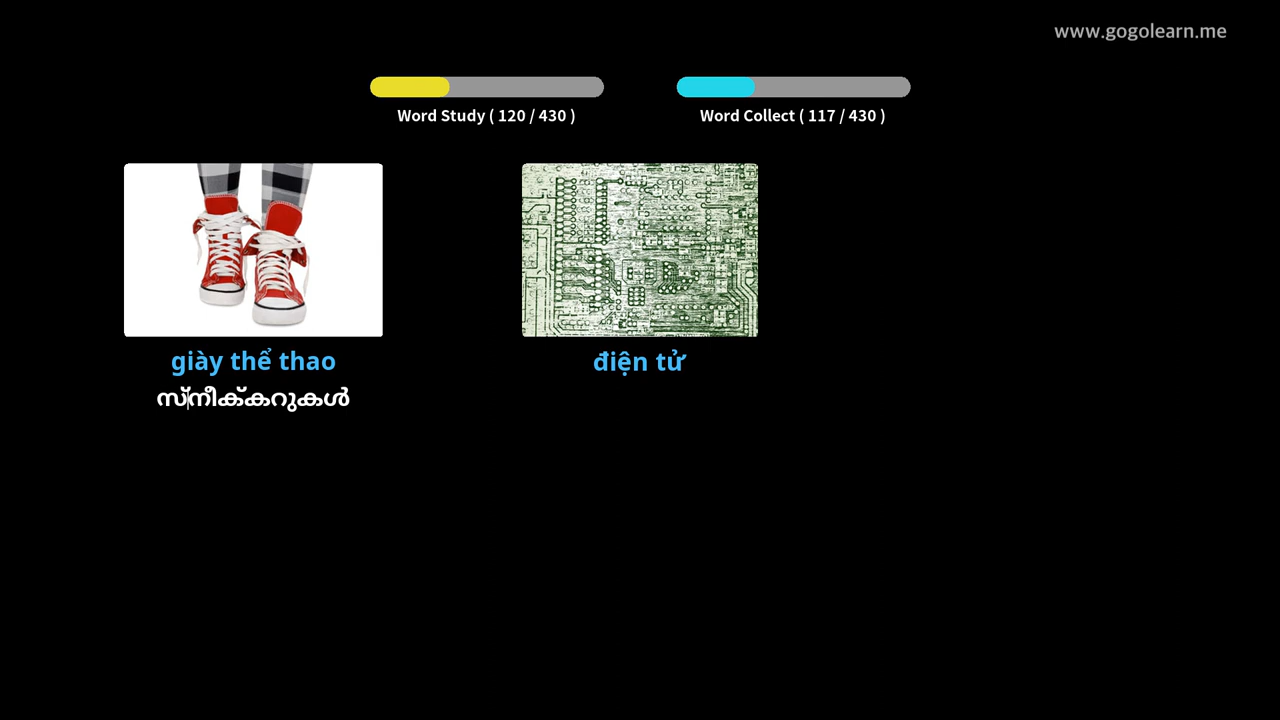 www.gogolearn.me
Word Study ( 120 / 430 )
Word Collect ( 117 / 430 )
giày thể thao
điện tử
സ്നീക്കറുകൾ